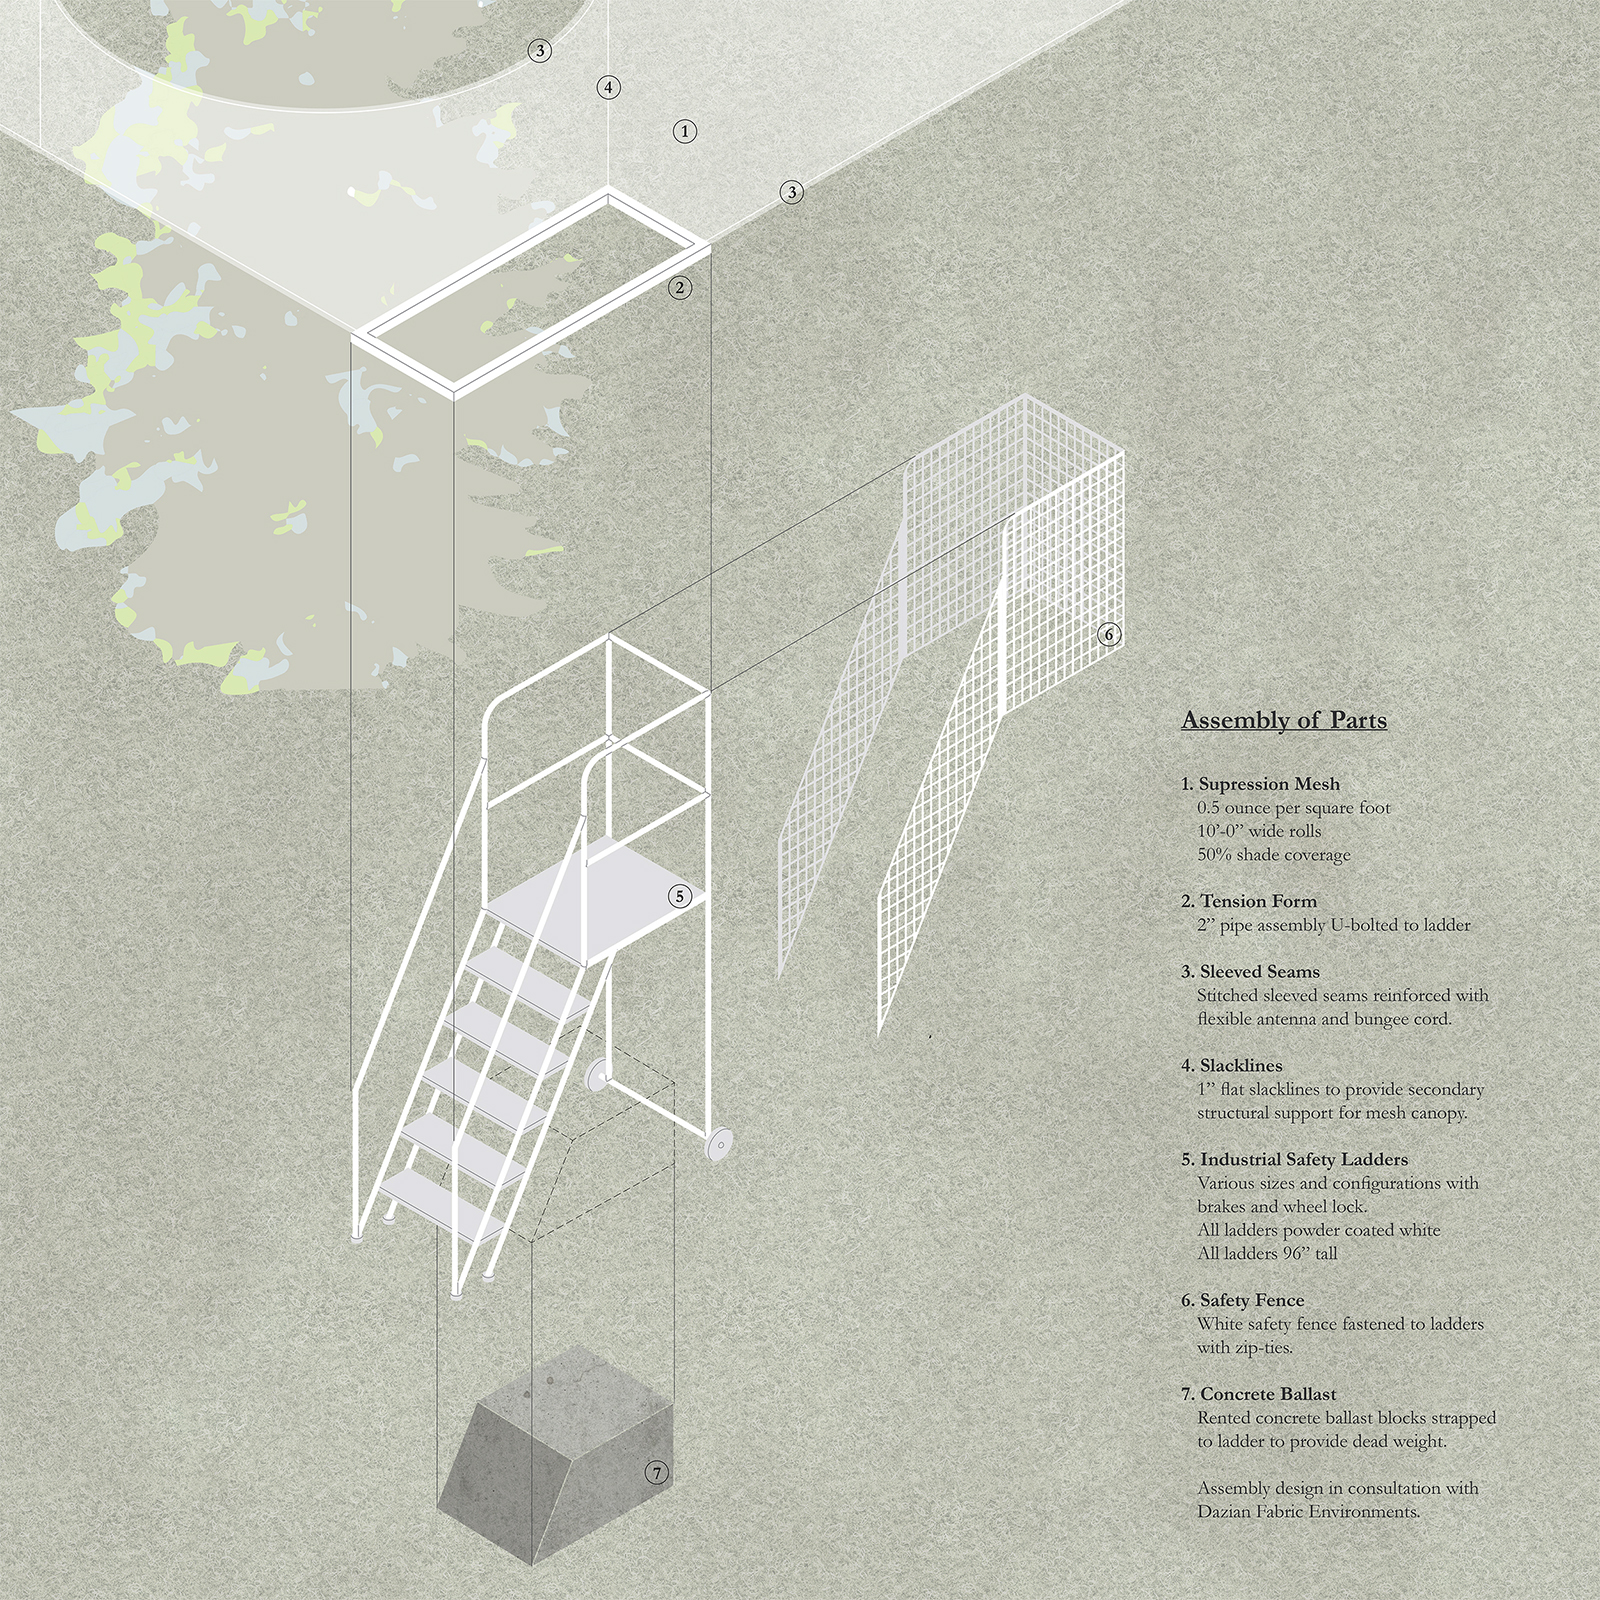 3
4
1
3
2
6
5
7
Assembly of Parts
1. Supression Mesh
0.5 ounce per square foot
10’-0” wide rolls
50% shade coverage
2. Tension Form
2” pipe assembly U-bolted to ladder
3. Sleeved Seams
Stitched sleeved seams reinforced with
flexible antenna and bungee cord.
4. Slacklines
1” flat slacklines to provide secondary
structural support for mesh canopy.
5. Industrial Safety Ladders
Various sizes and configurations with
brakes and wheel lock.
All ladders powder coated white
All ladders 96” tall
6. Safety Fence
White safety fence fastened to ladders
with zip-ties.
7. Concrete Ballast
Rented concrete ballast blocks strapped
to ladder to provide dead weight.
Assembly design in consultation with
Dazian Fabric Environments.